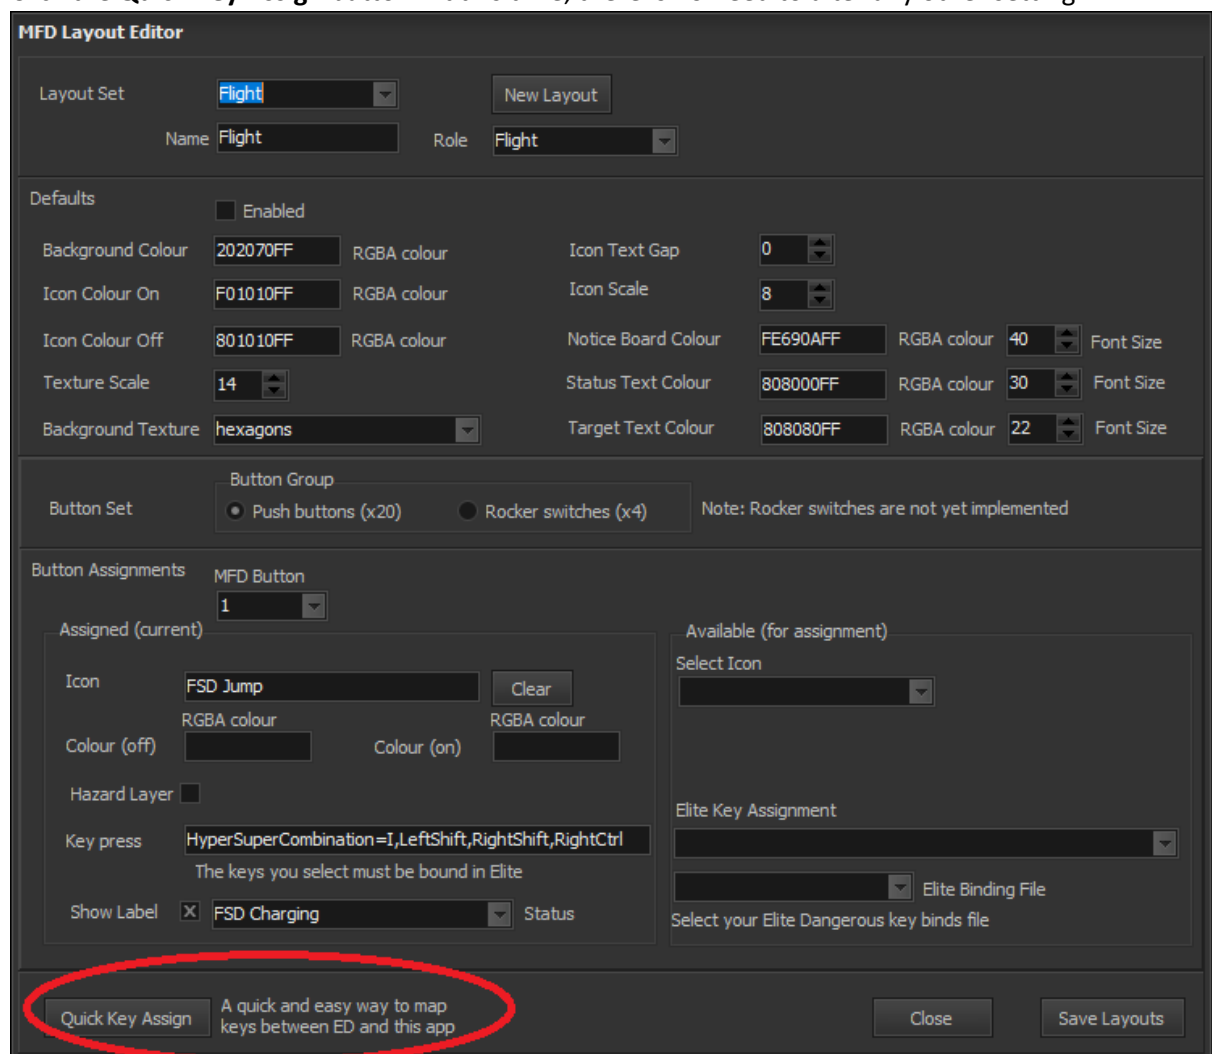 MFD Layout Editor
Layout Set Flight New Layout
Name Flight Role Flight
Defaults
Enabled
Background Colour 202070FF RGBA colour Icon Text Gap 0
Icon Colour On F01010FF RGBA colour Icon Scale 8
Icon Colour Off 801010FF RGBA colour Notice Board Colour FE690AFF RGBA colour 40 Font Size
Texture Scale 14 Status Text Colour 808000FF RGBA colour 30 Font Size
Background Texture hexagons Target Text Colour 808080FF RGBA colour 22 Font Size
Button Group
Button Set Push buttons (x20) Rocker switches (x4) Note: Rocker switches are not yet implemented
Button Assignments MFD Button
1
Assigned (current)
Icon FSD Jump Clear
RGBA colour RGBA colour
Colour (off) Colour (on)
Hazard Layer
Key press HyperSuperCombination=I,LeftShift,RightShift,RightCtrl
The keys you select must be bound in Elite
Show Label X FSD Charging Status
Available (for assignment)
Select Icon
Elite Key Assignment
Elite Binding File
Select your Elite Dangerous key binds file
Quick Key Assign A quick and easy way to map
keys between ED and this app
Close Save Layouts